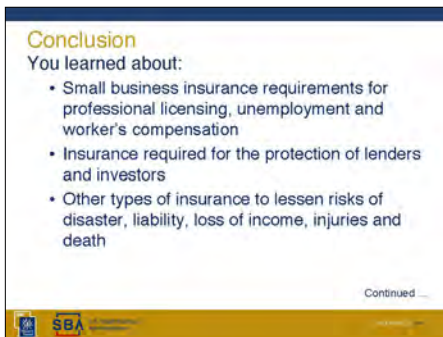 Conclusion
You learned about:
• Small business insurance requirements for
professional licensing, unemployment and
worker's compensation
• Insurance required for the protection of lenders
and investors
• Other types of insurance to lessen risks of
disaster, liability, loss of income, injuries and
death
Continued ...
SBA